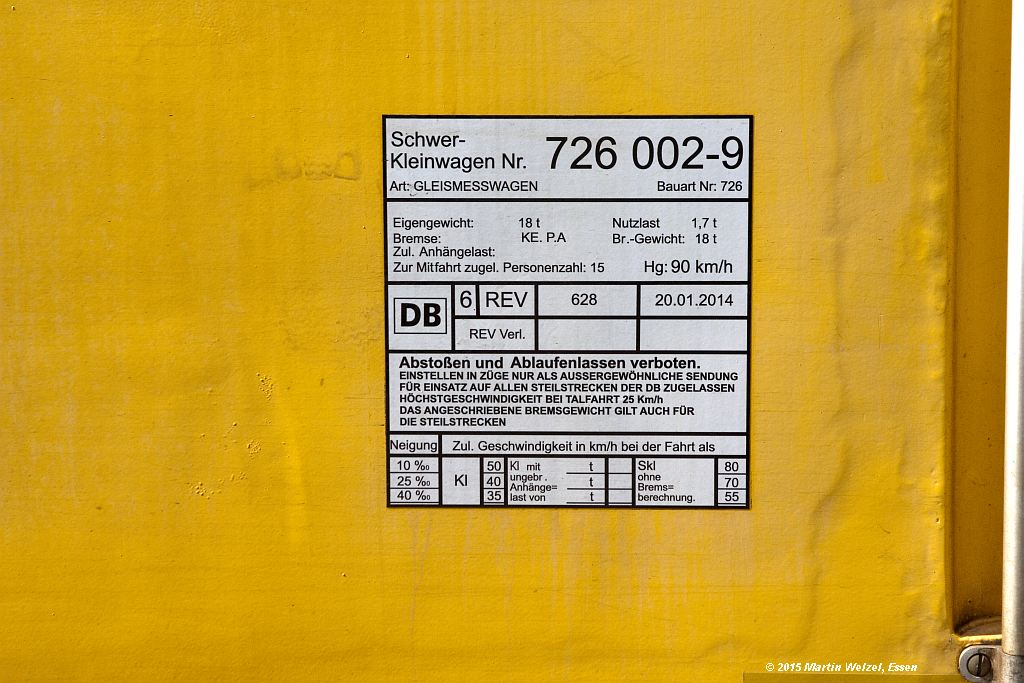 Schwer-
Kleinwagen Nr. 726 002-9
Art: GLEISMESSWAGEN Bauart Nr: 726
Eigengewicht: 18 t Nutzlast 1,7 t
Bremse: KE. P.A Br.-Gewicht: 18 t
Zul. Anhängelast:
Zur Mitfahrt zugel. Personenzahl: 15 Hg: 90 km/h
DB 6 REV 628 20.01.2014
REV Verl.
Abstoßen und Ablaufenlassen verboten.
EINSTELLEN IN ZÜGE NUR ALS AUSSERGEWÖHNLICHE SENDUNG
FÜR EINSATZ AUF ALLEN STEILSTRECKEN DER DB ZUGELASSEN
HÖCHSTGESCHWINDIGKEIT BEI TALFAHRT 25 Km/h
DAS ANGESCHRIEBENE BREMSGEWICHT GILT AUCH FÜR
DIE STEILSTRECKEN
Neigung Zul. Geschwindigkeit in km/h bei der Fahrt als
10 ‰ Kl 50 Kl mit t Skl 80
25 ‰ 40 ungebr. t ohne 70
Anhänge= Brems=
40 ‰ 35 last von t berechnung. 55
© 2015 Martin Welzel, Essen